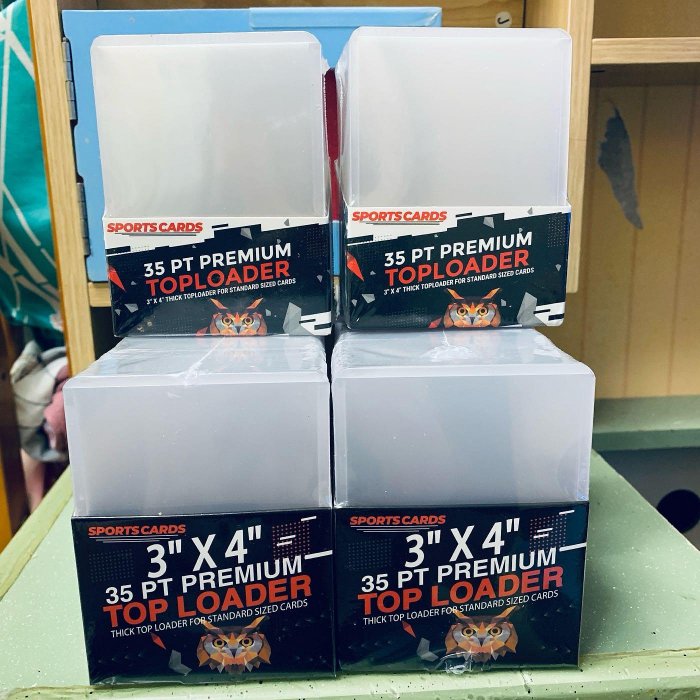 SPORTS CARDS
35 PT PREMIUM
TOPLOADER
3" X 4" THICK TOPLOADER FOR STANDARD SIZED CARDS
SPORTS CARDS
35 PT PREMIUM
TOPLOADER
3" X 4" THICK TOPLOADER FOR STANDARD SIZED CARDS
SPORTS CARDS
3" X 4"
35 PT PREMIUM
TOP LOADER
THICK TOP LOADER FOR STANDARD SIZED CARDS
SPORTS CARDS
3" X 4"
35 PT PREMIUM
TOP LOADER
THICK TOP LOADER FOR STANDARD SIZED CARDS